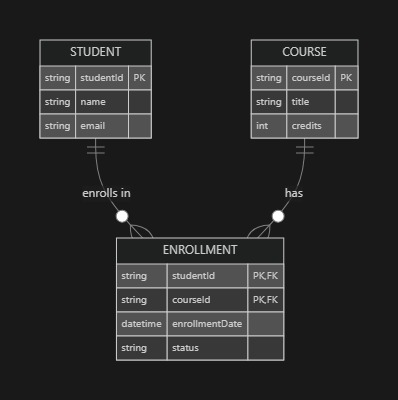 STUDENT
string studentId PK
string name
string email
COURSE
string courseId PK
string title
int credits
enrolls in
has
ENROLLMENT
string studentId PK,FK
string courseId PK,FK
datetime enrollmentDate
string status